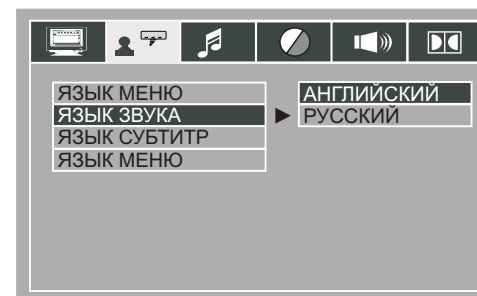 ЯЗЫК МЕНЮ
ЯЗЫК ЗВУКА
ЯЗЫК СУБТИТР
ЯЗЫК МЕНЮ
АНГЛИЙСКИЙ
РУССКИЙ